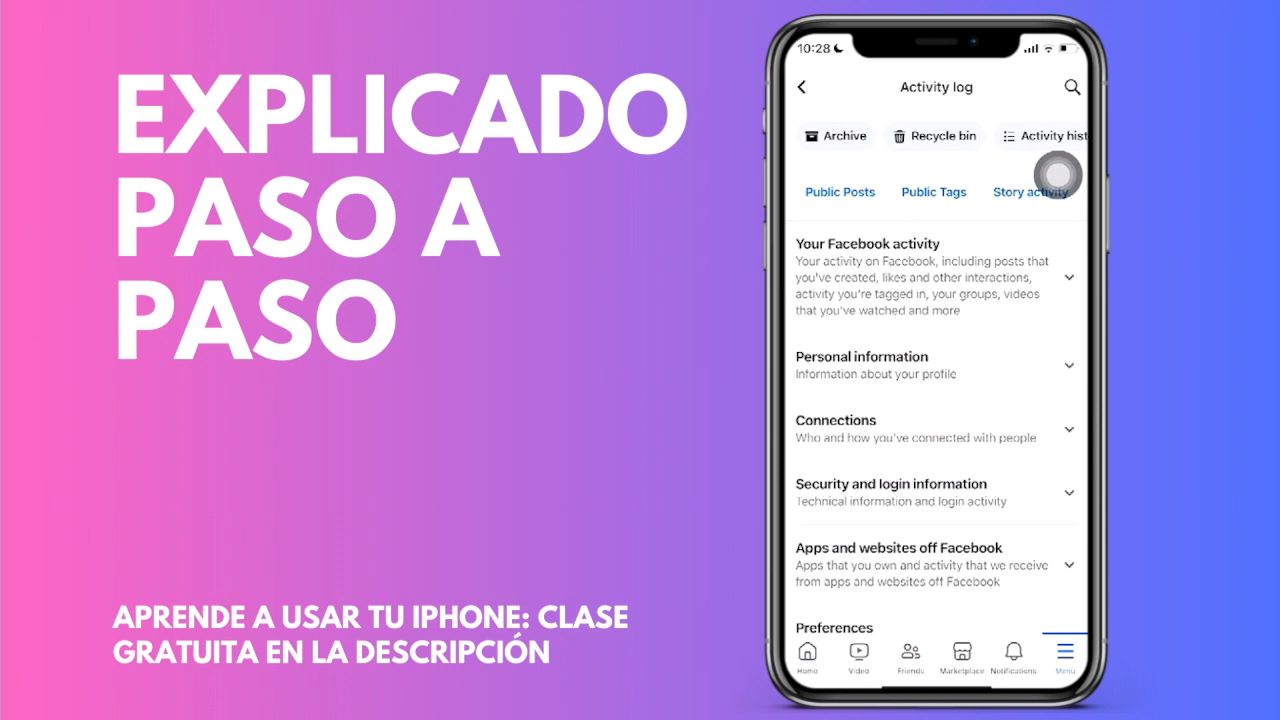 EXPLICADO
PASO A
PASO
APRENDE A USAR TU IPHONE: CLASE
GRATUITA EN LA DESCRIPCIÓN
10:28
Activity log
Archive
Recycle bin
Activity hist
Public Posts
Public Tags
Story activity
Your Facebook activity
Your activity on Facebook, including posts that
you've created, likes and other interactions,
activity you're tagged in, your groups, videos
that you've watched and more
Personal information
Information about your profile
Connections
Who and how you've connected with people
Security and login information
Technical information and login activity
Apps and websites off Facebook
Apps that you own and activity that we receive
from apps and websites off Facebook
Preferences
Home
Video
Friends
Marketplace
Notifications
Menu